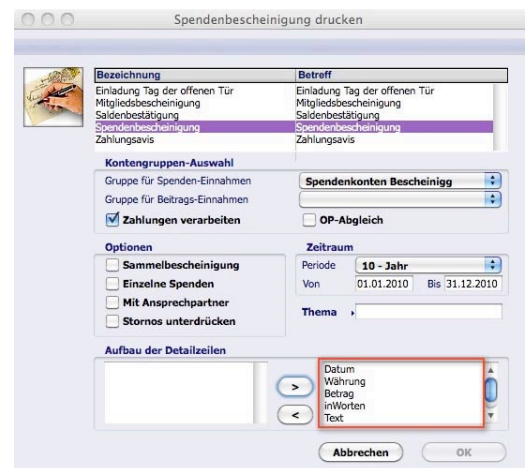 Spendenbescheinigung drucken
Bezeichnung Betreff
Einladung Tag der offenen Tür Einladung Tag der offenen Tür
Mitgliedsbescheinigung Mitgliedsbescheinigung
Saldenbestätigung Saldenbestätigung
Spendenbescheinigung Spendenbescheinigung
Zahlungsavis Zahlungsavis
Kontengruppen-Auswahl
Gruppe für Spenden-Einnahmen Spendenkonten Bescheinigg
Gruppe für Beitrags-Einnahmen
Zahlungen verarbeiten OP-Abgleich
Optionen Zeitraum
Sammelbescheinigung Periode 10 - Jahr
Einzelne Spenden Von 01.01.2010 Bis 31.12.2010
Mit Ansprechpartner
Thema
Stornos unterdrücken
Aufbau der Detailzeilen
Datum
Währung
Betrag
inWorten
Text
>
<
Abbrechen OK